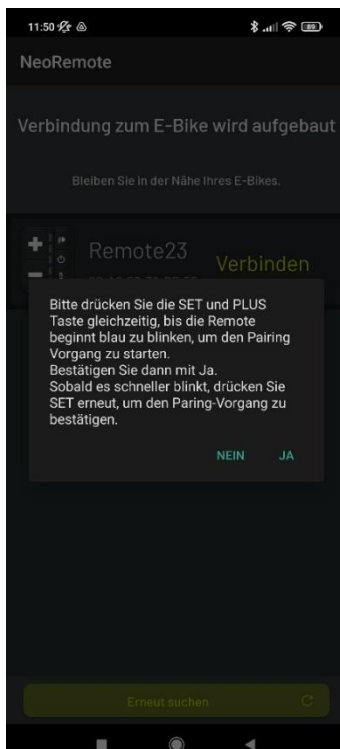 11:50
89
NeoRemote
Verbindung zum E-Bike wird aufgebaut
Bleiben Sie in der Nähe Ihres E-Bikes.
Remote23
Verbinden
Bitte drücken Sie die SET und PLUS
Taste gleichzeitig, bis die Remote
beginnt blau zu blinken, um den Pairing
Vorgang zu starten.
Bestätigen Sie dann mit Ja.
Sobald es schneller blinkt, drücken Sie
SET erneut, um den Paring-Vorgang zu
bestätigen.
NEIN JA
Erneut suchen